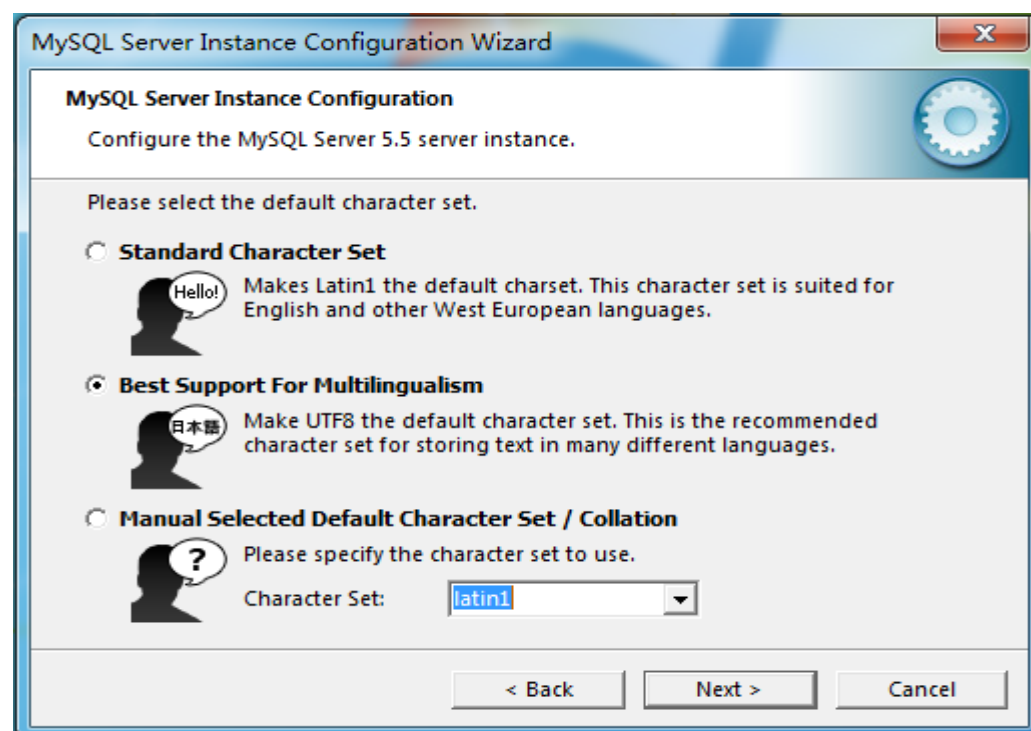 MySQL Server Instance Configuration Wizard
MySQL Server Instance Configuration
Configure the MySQL Server 5.5 server instance.
Please select the default character set.
Standard Character Set
Hello!
Makes Latin1 the default charset. This character set is suited for
English and other West European languages.
Best Support For Multilingualism
日本語
Make UTF8 the default character set. This is the recommended
character set for storing text in many different languages.
Manual Selected Default Character Set / Collation
?
Please specify the character set to use.
Character Set: latin1
< Back Next > Cancel